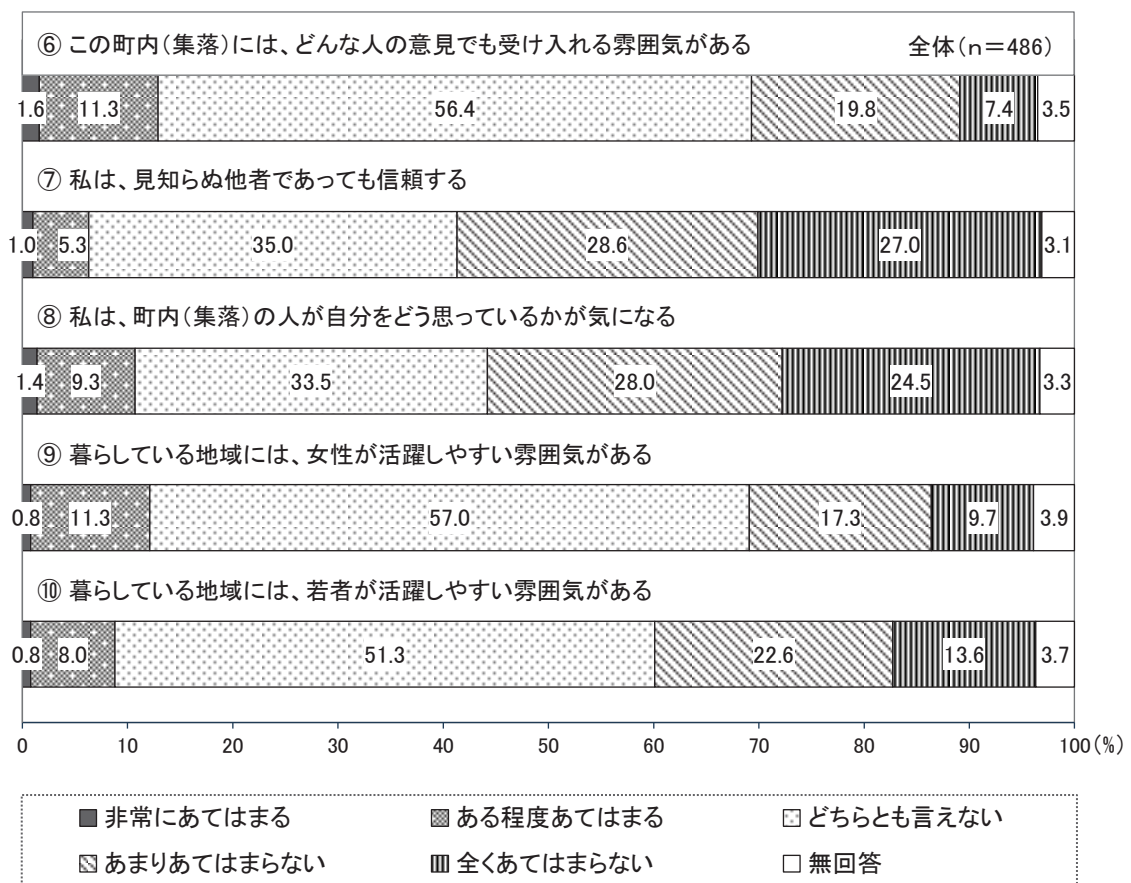 ⑥ この町内(集落)には、どんな人の意見でも受け入れる雰囲気がある 全体(n=486)
1.6 11.3 56.4 19.8 7.4 3.5
⑦ 私は、見知らぬ他者であっても信頼する
1.0 5.3 35.0 28.6 27.0 3.1
⑧ 私は、町内(集落)の人が自分をどう思っているかが気になる
1.4 9.3 33.5 28.0 24.5 3.3
⑨ 暮らしている地域には、女性が活躍しやすい雰囲気がある
0.8 11.3 57.0 17.3 9.7 3.9
⑩ 暮らしている地域には、若者が活躍しやすい雰囲気がある
0.8 8.0 51.3 22.6 13.6 3.7
0 10 20 30 40 50 60 70 80 90 100(%)
非常にあてはまる ある程度あてはまる どちらとも言えない
あまりあてはまらない 全くあてはまらない 無回答